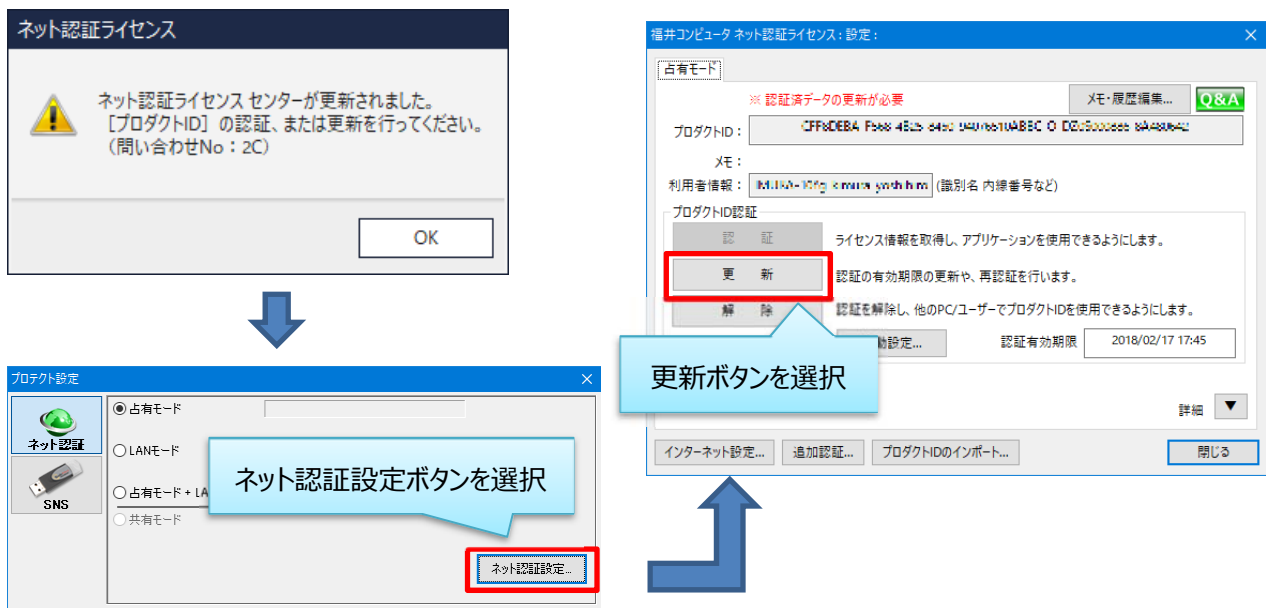 ネット認証ライセンス
ネット認証ライセンス センターが更新されました。
[プロダクトID] の認証、または更新を行ってください。
(問い合わせNo：2C)
OK
プロテクト設定
ネット認証
SNS
占有モード
LANモード
占有モード + LA
共有モード
ネット認証設定ボタンを選択
ネット認証設定...
福井コンピュータ ネット認証ライセンス : 設定 :
占有モード
※ 認証済データの更新が必要
メモ・履歴編集...
Q&A
プロダクトID：
メモ：
利用者情報：
(識別名 内線番号など)
プロダクトID認証
認 証
ライセンス情報を取得し、アプリケーションを使用できるようにします。
更 新
認証の有効期限の更新や、再認証を行います。
解 除
認証を解除し、他のPC/ユーザーでプロダクトIDを使用できるようにします。
動設定...
認証有効期限
2018/02/17 17:45
更新ボタンを選択
詳細
インターネット設定...
追加認証...
プロダクトIDのインポート...
閉じる